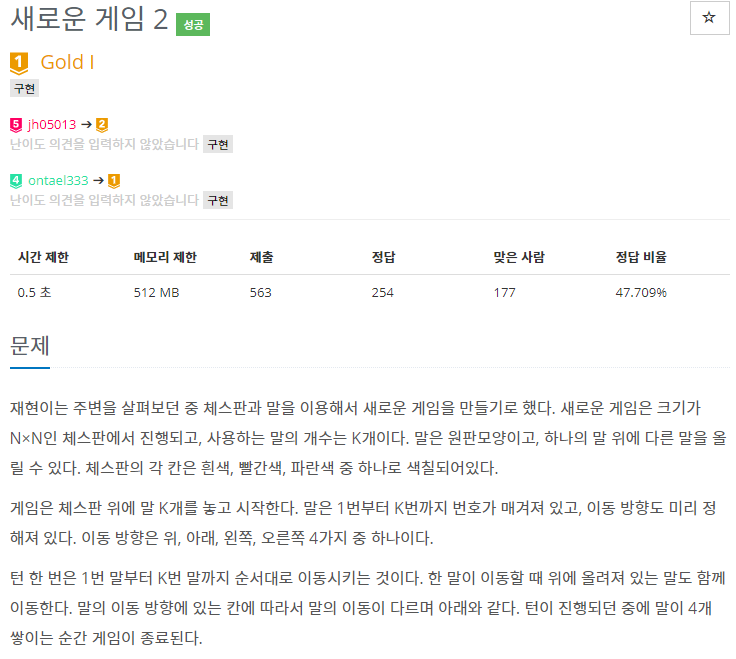 새로운 게임 2 성공
☆
1 Gold I
구현
5 jh05013 → 2
난이도 의견을 입력하지 않았습니다 구현
4 ontael333 → 1
난이도 의견을 입력하지 않았습니다 구현
시간 제한 메모리 제한 제출 정답 맞은 사람 정답 비율
0.5 초 512 MB 563 254 177 47.709%
문제
재현이는 주변을 살펴보던 중 체스판과 말을 이용해서 새로운 게임을 만들기로 했다. 새로운 게임은 크기가
N×N인 체스판에서 진행되고, 사용하는 말의 개수는 K개이다. 말은 원판모양이고, 하나의 말 위에 다른 말을 올
릴 수 있다. 체스판의 각 칸은 흰색, 빨간색, 파란색 중 하나로 색칠되어있다.
게임은 체스판 위에 말 K개를 놓고 시작한다. 말은 1번부터 K번까지 번호가 매겨져 있고, 이동 방향도 미리 정
해져 있다. 이동 방향은 위, 아래, 왼쪽, 오른쪽 4가지 중 하나이다.
턴 한 번은 1번 말부터 K번 말까지 순서대로 이동시키는 것이다. 한 말이 이동할 때 위에 올려져 있는 말도 함께
이동한다. 말의 이동 방향에 있는 칸에 따라서 말의 이동이 다르며 아래와 같다. 턴이 진행되던 중에 말이 4개
쌓이는 순간 게임이 종료된다.